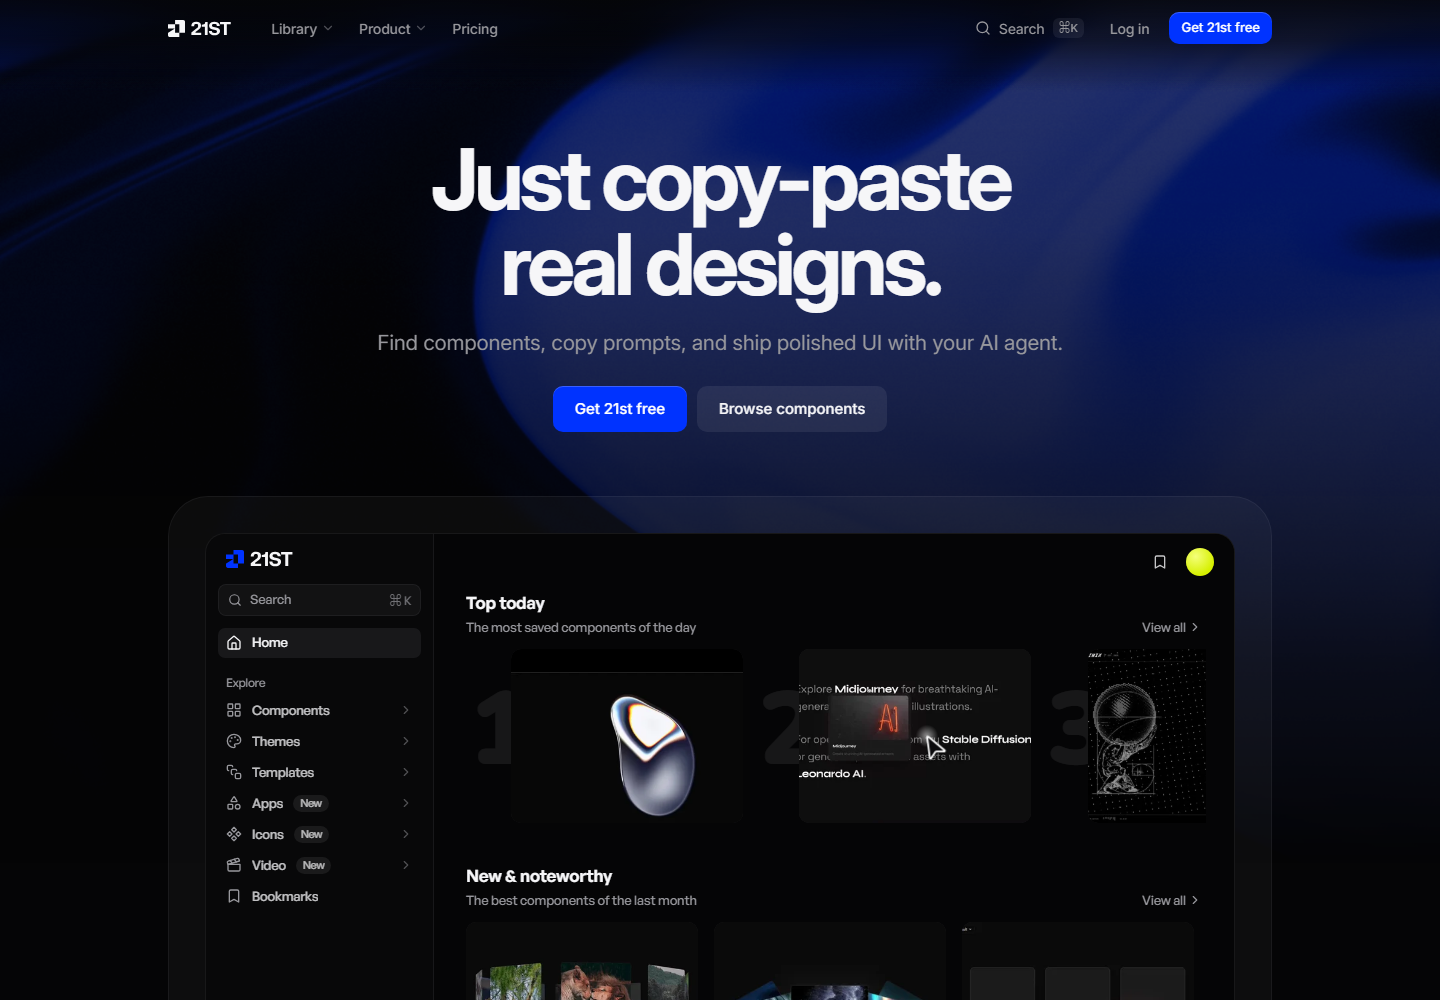 21ST
Library
Product
Pricing
Search
⌘K
Log in
Get 21st free
Just copy-paste
real designs.
Find components, copy prompts, and ship polished UI with your AI agent.
Get 21st free
Browse components
21ST
Search
⌘K
Home
Explore
Components
Themes
Templates
Apps
New
Icons
New
Video
New
Bookmarks
Top today
The most saved components of the day
View all
1
2
Explore Midjourney for breathtaking AI-
illustrations.
AI
Midjourney
Stable Diffusion
assets with
Leonardo AI.
3
New & noteworthy
The best components of the last month
View all